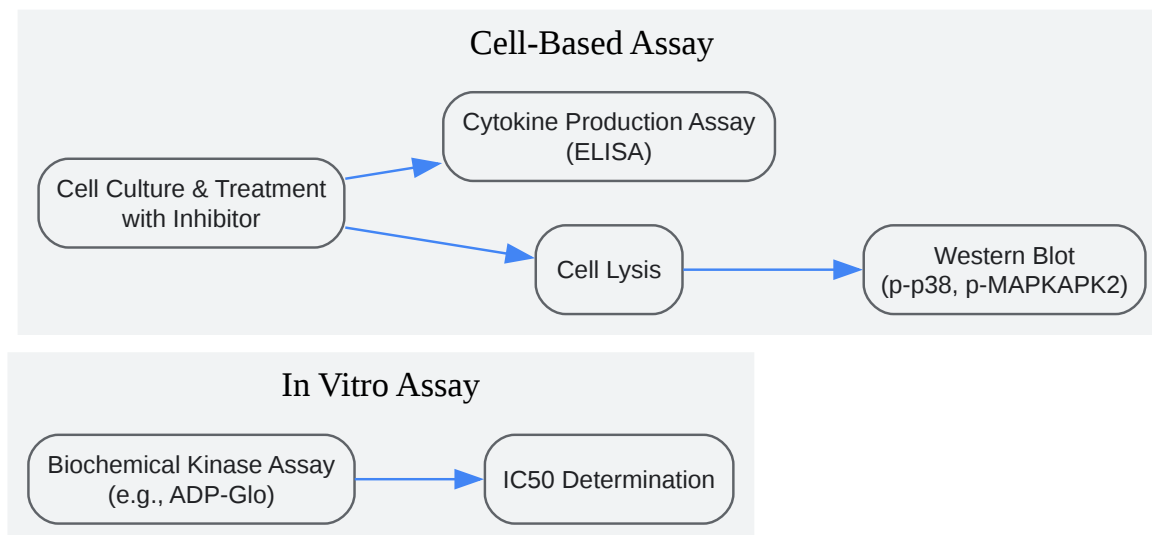 Cell-Based Assay
Cytokine Production Assay
(ELISA)
Cell Culture & Treatment
with Inhibitor
Cell Lysis
Western Blot
(p-p38, p-MAPKAPK2)
In Vitro Assay
Biochemical Kinase Assay
(e.g., ADP-Glo)
IC50 Determination